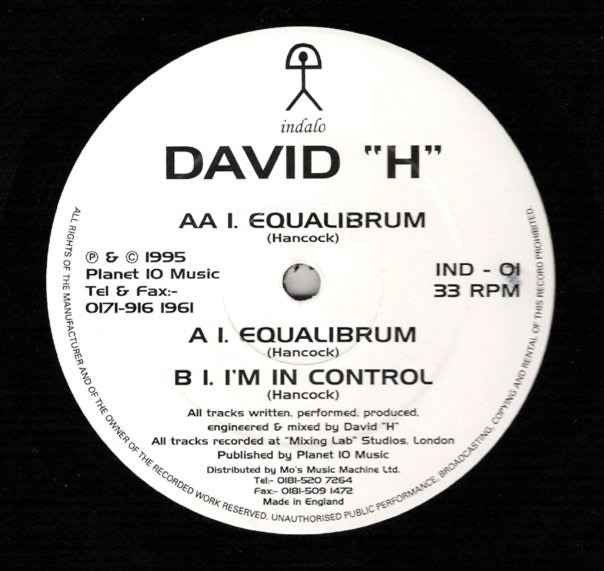 indalo
DAVID "H"
AA 1. EQUALIBRUM
(Hancock)
℗ & © 1995
Planet 10 Music
Tel & Fax:-
0171-916 1961
IND - 01
33 RPM
A 1. EQUALIBRUM
(Hancock)
B 1. I'M IN CONTROL
(Hancock)
All tracks written, performed, produced,
engineered & mixed by David "H"
All tracks recorded at "Mixing Lab" Studios, London
Published by Planet 10 Music
Distributed by Mo's Music Machine Ltd.
Tel:- 0181-520 7264
Fax:- 0181-509 1472
Made in England
ALL RIGHTS OF THE MANUFACTURER AND OF THE OWNER OF THE RECORDED WORK RESERVED. UNAUTHORISED PUBLIC PERFORMANCE, BROADCASTING, COPYING AND RENTAL OF THIS RECORD PROHIBITED.